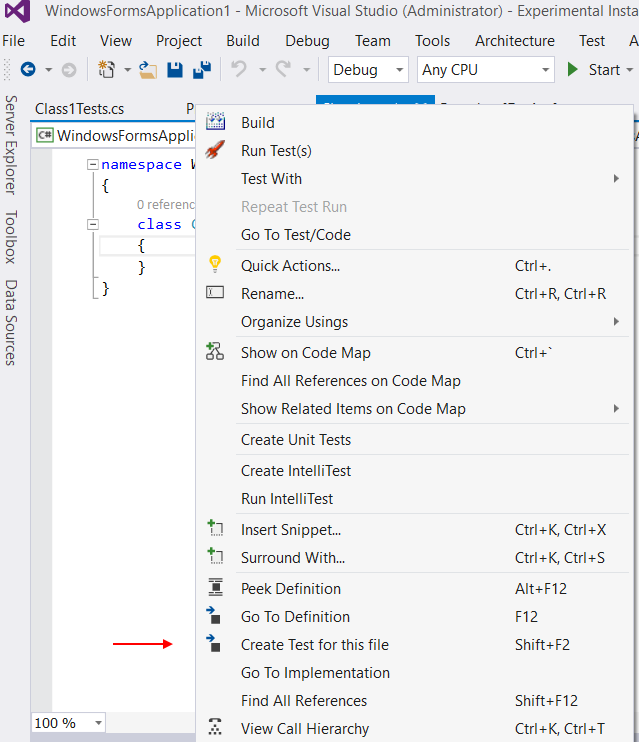 WindowsFormsApplication1 - Microsoft Visual Studio (Administrator) - Experimental Insta
File Edit View Project Build Debug Team Tools Architecture Test A
Debug Any CPU Start
Server Explorer
Toolbox
Data Sources
Class1Tests.cs
C# WindowsFormsAppli
namespace
{
0 referenc
class
{
}
}
Build
Run Test(s)
Test With
Repeat Test Run
Go To Test/Code
Quick Actions... Ctrl+.
Rename... Ctrl+R, Ctrl+R
Organize Usings
Show on Code Map Ctrl+`
Find All References on Code Map
Show Related Items on Code Map
Create Unit Tests
Create IntelliTest
Run IntelliTest
Insert Snippet... Ctrl+K, Ctrl+X
Surround With... Ctrl+K, Ctrl+S
Peek Definition Alt+F12
Go To Definition F12
Create Test for this file Shift+F2
Go To Implementation
Find All References Shift+F12
View Call Hierarchy Ctrl+K, Ctrl+T
100 %